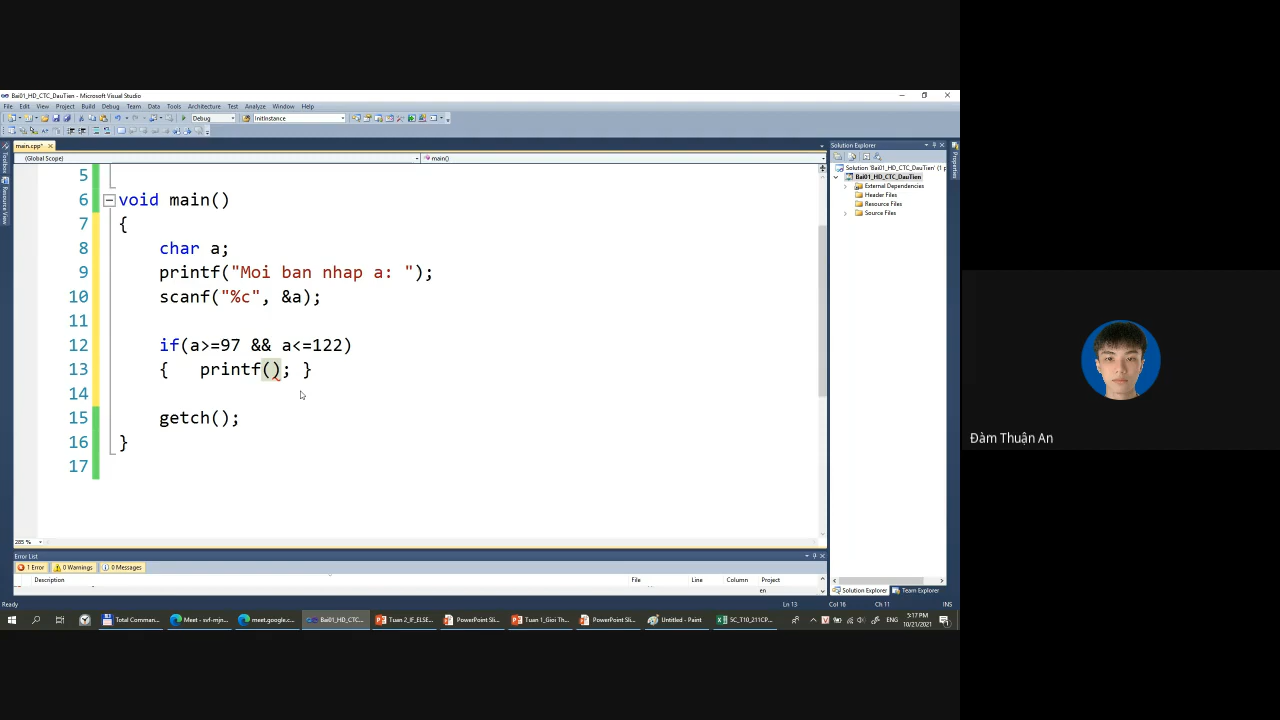 Bai01_HD_CTC_DauTien - Microsoft Visual Studio
File Edit View Project Build Debug Team Data Tools Architecture Test Analyze Window Help
Debug InitInstance
main.cpp*
(Global Scope) main()
5
6 void main()
7 {
8 char a;
9 printf("Moi ban nhap a: ");
10 scanf("%c", &a);
11
12 if(a>=97 && a<=122)
13 { printf(); }
14
15 getch();
16 }
17
285 %
Toolbox
Resource View
Solution Explorer
Solution 'Bai01_HD_CTC_DauTien' (1 p
Bai01_HD_CTC_DauTien
External Dependencies
Header Files
Resource Files
Source Files
Properties
Solution Explorer Team Explorer
Đàm Thuận An
Error List
1 Error 0 Warnings 0 Messages
Description File Line Column Project
en
Ready Ln 13 Col 16 Ch 11 INS
Total Comman... Meet - svf-mjn... meet.google.c... Bai01_HD_CTC... Tuan 2_IF_ELSE... PowerPoint Sli... Tuan 1_Gioi Th... PowerPoint Sli... Untitled - Paint SC_T10_211CP... ENG 5:17 PM
10/21/2021